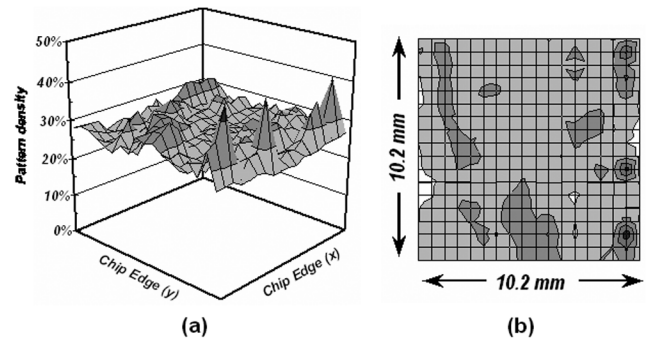 50%
40%
30%
20%
10%
0%
Pattern density
Chip Edge (y)
Chip Edge (x)
(a)
10.2 mm
10.2 mm
(b)